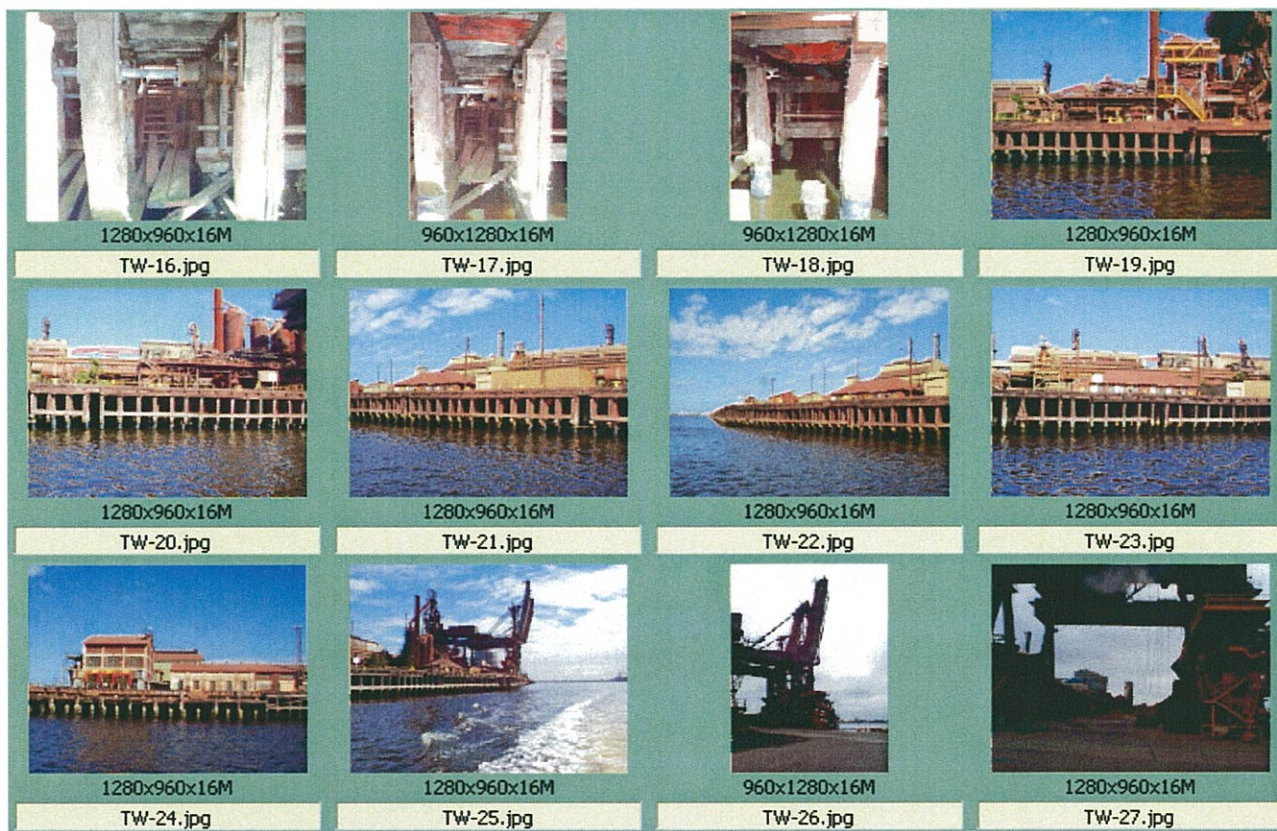 1280x960x16M 960x1280x16M 960x1280x16M 1280x960x16M
TW-16.jpg TW-17.jpg TW-18.jpg TW-19.jpg
1280x960x16M 1280x960x16M 1280x960x16M 1280x960x16M
TW-20.jpg TW-21.jpg TW-22.jpg TW-23.jpg
1280x960x16M 1280x960x16M 960x1280x16M 1280x960x16M
TW-24.jpg TW-25.jpg TW-26.jpg TW-27.jpg